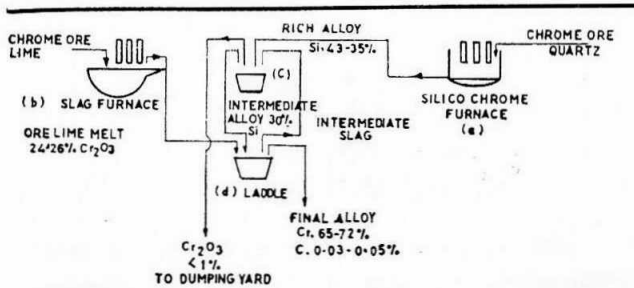 CHROME ORE
LIME
(b) SLAG FURNACE
ORE LIME MELT
24'26% Cr2O3
RICH ALLOY
Si. 43-35%
(C)
INTERMEDIATE
ALLOY 30%
Si
INTERMEDIATE
SLAG
(d) LADDLE
CHROME ORE
QUARTZ
SILICO CHROME
FURNACE
(a)
FINAL ALLOY
Cr. 65-72%
C. 0·03-0·05%
Cr2O3
<1%
TO DUMPING YARD